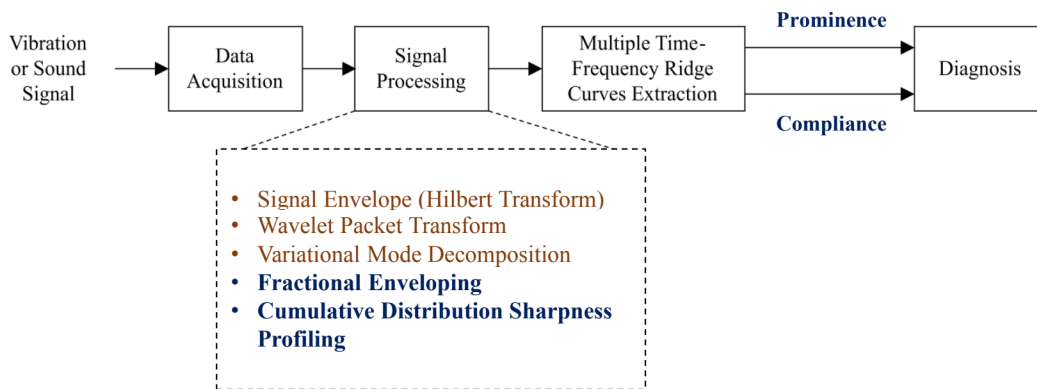 Vibration
or Sound
Signal
Data
Acquisition
Signal
Processing
Multiple Time-
Frequency Ridge
Curves Extraction
Prominence
Compliance
Diagnosis
• Signal Envelope (Hilbert Transform)
• Wavelet Packet Transform
• Variational Mode Decomposition
• Fractional Enveloping
• Cumulative Distribution Sharpness
Profiling